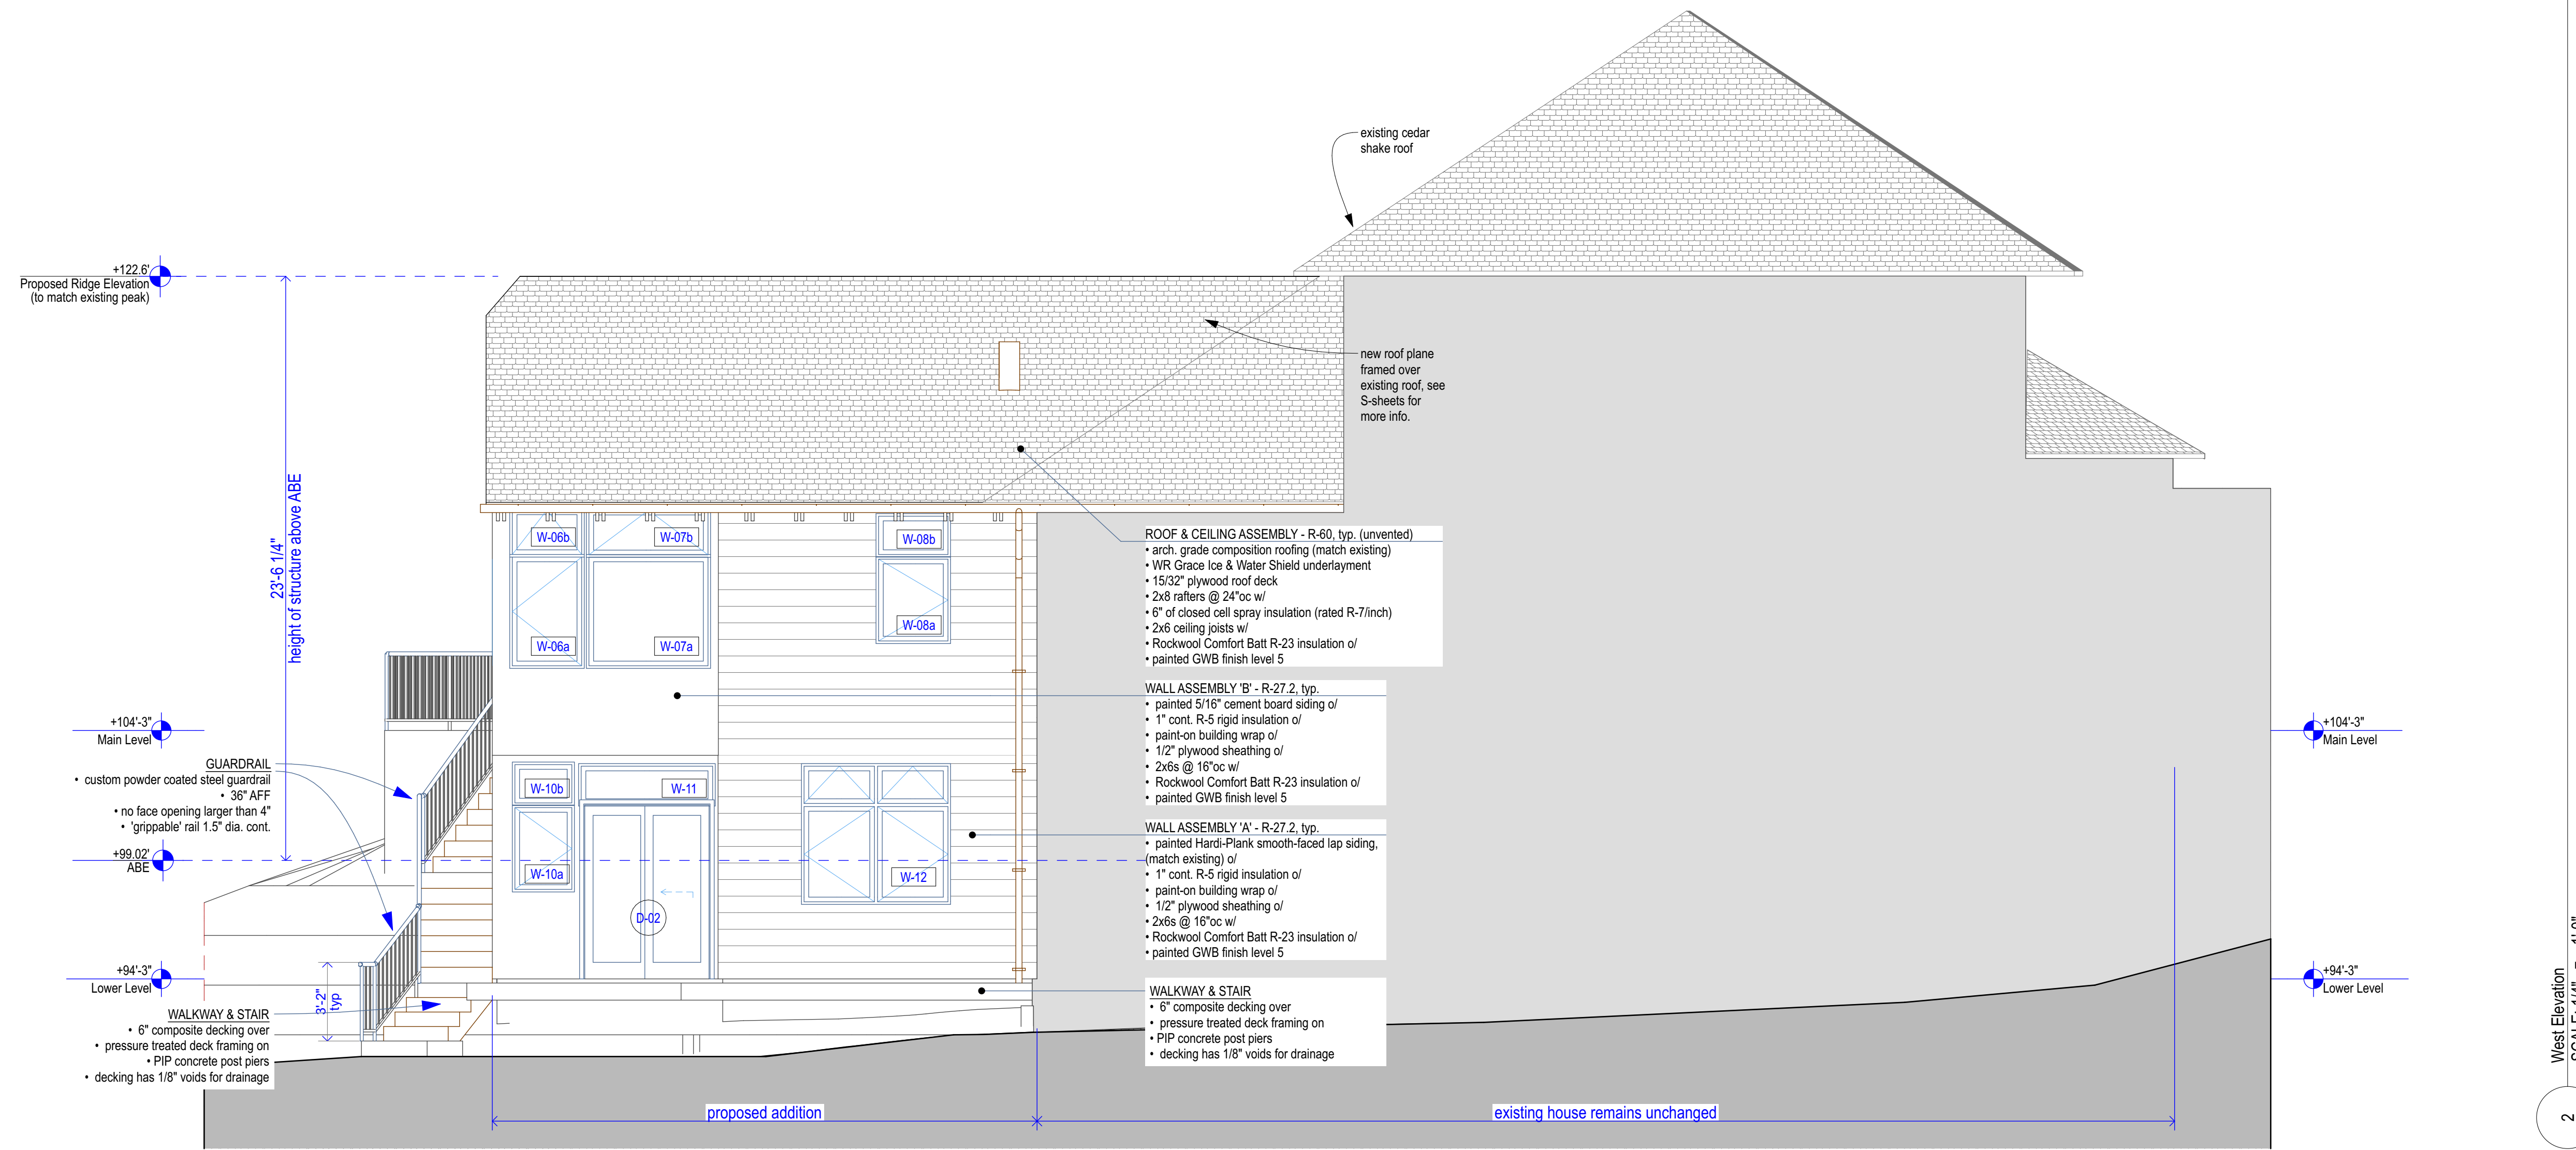 existing cedar
shake roof
+122.6'
Proposed Ridge Elevation
(to match existing peak)
new roof plane
framed over
existing roof, see
S-sheets for
more info.
23'-6 1/4"
height of structure above ABE
W-06b
W-07b
W-08b
W-06a
W-07a
W-08a
ROOF & CEILING ASSEMBLY - R-60, typ. (unvented)
• arch. grade composition roofing (match existing)
• WR Grace Ice & Water Shield underlayment
• 15/32" plywood roof deck
• 2x8 rafters @ 24"oc w/
• 6" of closed cell spray insulation (rated R-7/inch)
• 2x6 ceiling joists w/
• Rockwool Comfort Batt R-23 insulation o/
• painted GWB finish level 5
WALL ASSEMBLY 'B' - R-27.2, typ.
• painted 5/16" cement board siding o/
• 1" cont. R-5 rigid insulation o/
• paint-on building wrap o/
• 1/2" plywood sheathing o/
• 2x6s @ 16"oc w/
• Rockwool Comfort Batt R-23 insulation o/
• painted GWB finish level 5
+104'-3"
Main Level
+104'-3"
Main Level
GUARDRAIL
• custom powder coated steel guardrail
• 36" AFF
• no face opening larger than 4"
• 'grippable' rail 1.5" dia. cont.
W-10b
W-11
WALL ASSEMBLY 'A' - R-27.2, typ.
• painted Hardi-Plank smooth-faced lap siding,
(match existing) o/
• 1" cont. R-5 rigid insulation o/
• paint-on building wrap o/
• 1/2" plywood sheathing o/
• 2x6s @ 16"oc w/
• Rockwool Comfort Batt R-23 insulation o/
• painted GWB finish level 5
+99.02'
ABE
W-10a
W-12
D-02
+94'-3"
Lower Level
+94'-3"
Lower Level
3'-2"
typ
WALKWAY & STAIR
• 6" composite decking over
• pressure treated deck framing on
• PIP concrete post piers
• decking has 1/8" voids for drainage
WALKWAY & STAIR
• 6" composite decking over
• pressure treated deck framing on
• PIP concrete post piers
• decking has 1/8" voids for drainage
proposed addition
existing house remains unchanged
West Elevation
2